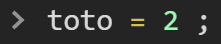 > toto = 2 ;